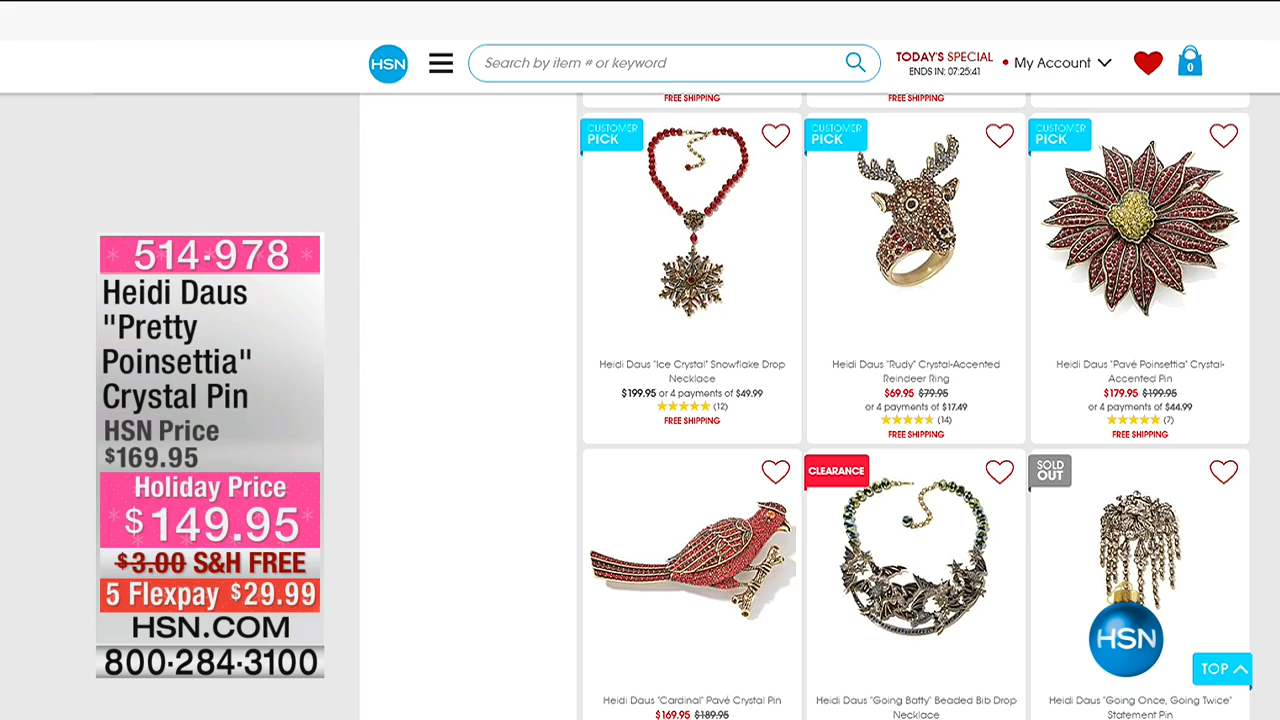 HSN
Search by item # or keyword
TODAY'S SPECIAL
ENDS IN: 07:25:41
My Account
0
FREE SHIPPING
FREE SHIPPING
CUSTOMER
PICK
CUSTOMER
PICK
CUSTOMER
PICK
Heidi Daus "Ice Crystal" Snowflake Drop
Necklace
$199.95 or 4 payments of $49.99
(12)
FREE SHIPPING
Heidi Daus "Rudy" Crystal-Accented
Reindeer Ring
$69.95 $79.95
or 4 payments of $17.49
(14)
FREE SHIPPING
Heidi Daus "Pavé Poinsettia" Crystal-
Accented Pin
$179.95 $199.95
or 4 payments of $44.99
(7)
FREE SHIPPING
CLEARANCE
SOLD
OUT
Heidi Daus "Cardinal" Pavé Crystal Pin
$169.95 $189.95
Heidi Daus "Going Batty" Beaded Bib Drop
Necklace
Heidi Daus "Going Once, Going Twice"
Statement Pin
HSN
TOP
514-978
Heidi Daus
"Pretty
Poinsettia"
Crystal Pin
HSN Price
$169.95
Holiday Price
$149.95
$3.00 S&H FREE
5 Flexpay $29.99
HSN.COM
800-284-3100